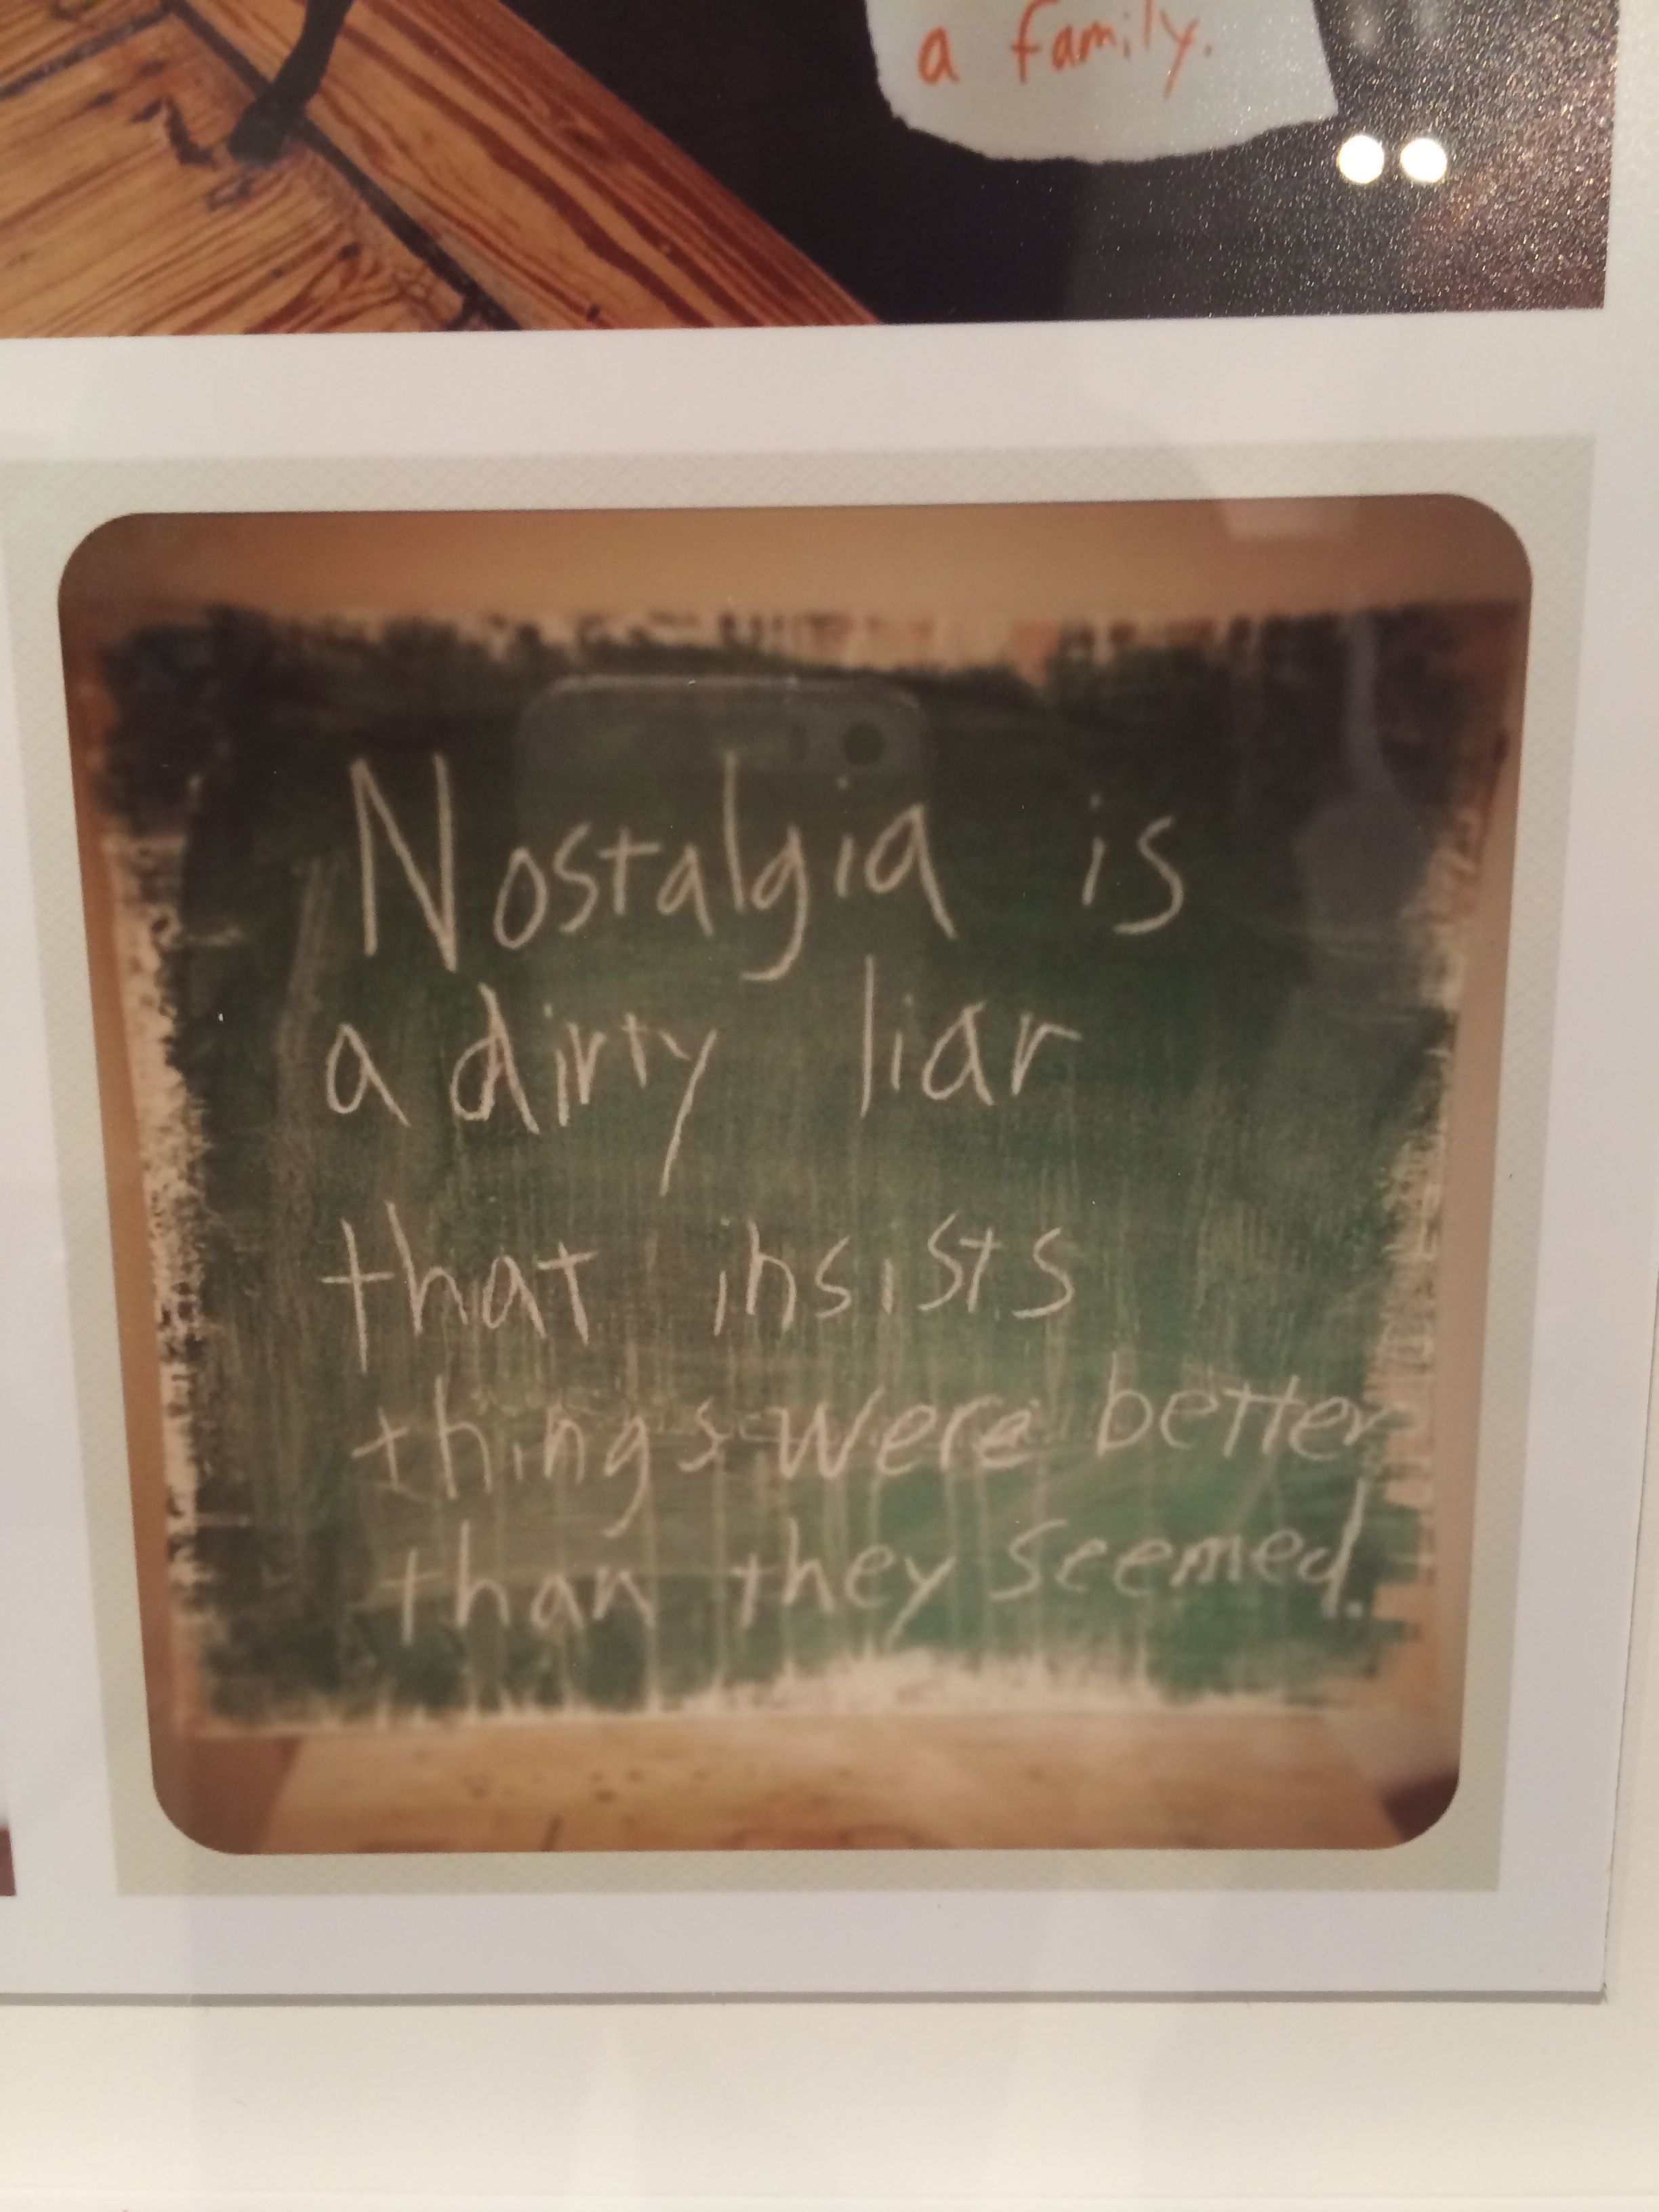 a family.
Nostalgia is
a dirty liar
that insists
things were better
than they seemed.